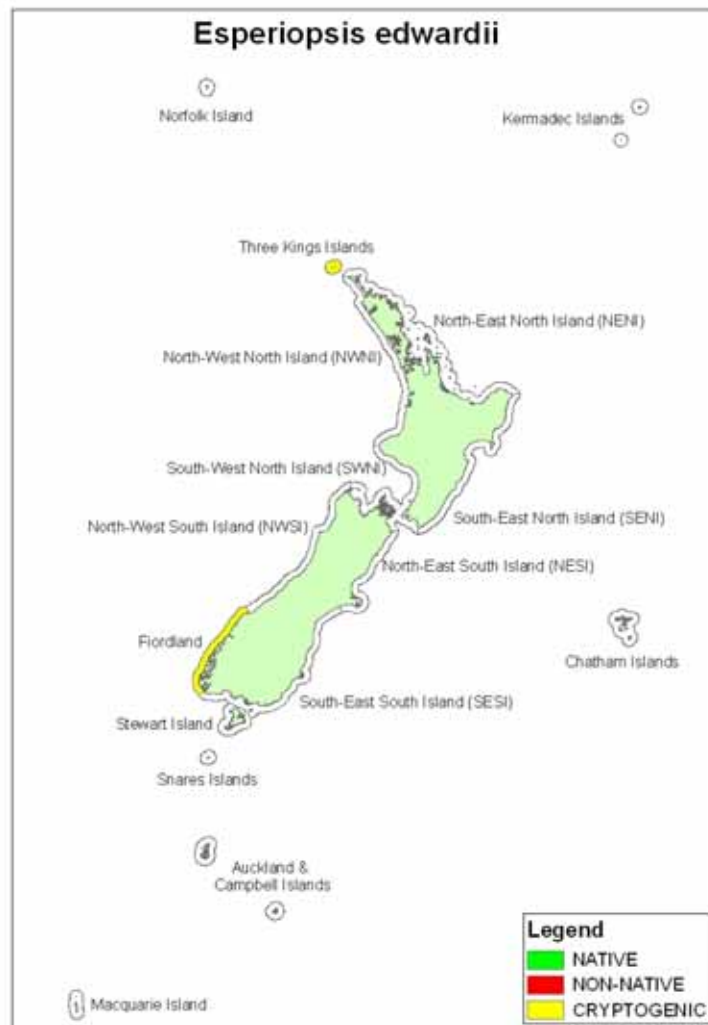 Esperiopsis edwardii
Norfolk Island
Kermadec Islands
Three Kings Islands
North-East North Island (NENI)
North-West North Island (NWNI)
South-West North Island (SWNI)
South-East North Island (SENI)
North-West South Island (NWSI)
North-East South Island (NESI)
Fiordland
Chatham Islands
South-East South Island (SESI)
Stewart Island
Snares Islands
Auckland &
Campbell Islands
Legend
NATIVE
NON-NATIVE
CRYPTOGENIC
Macquarie Island